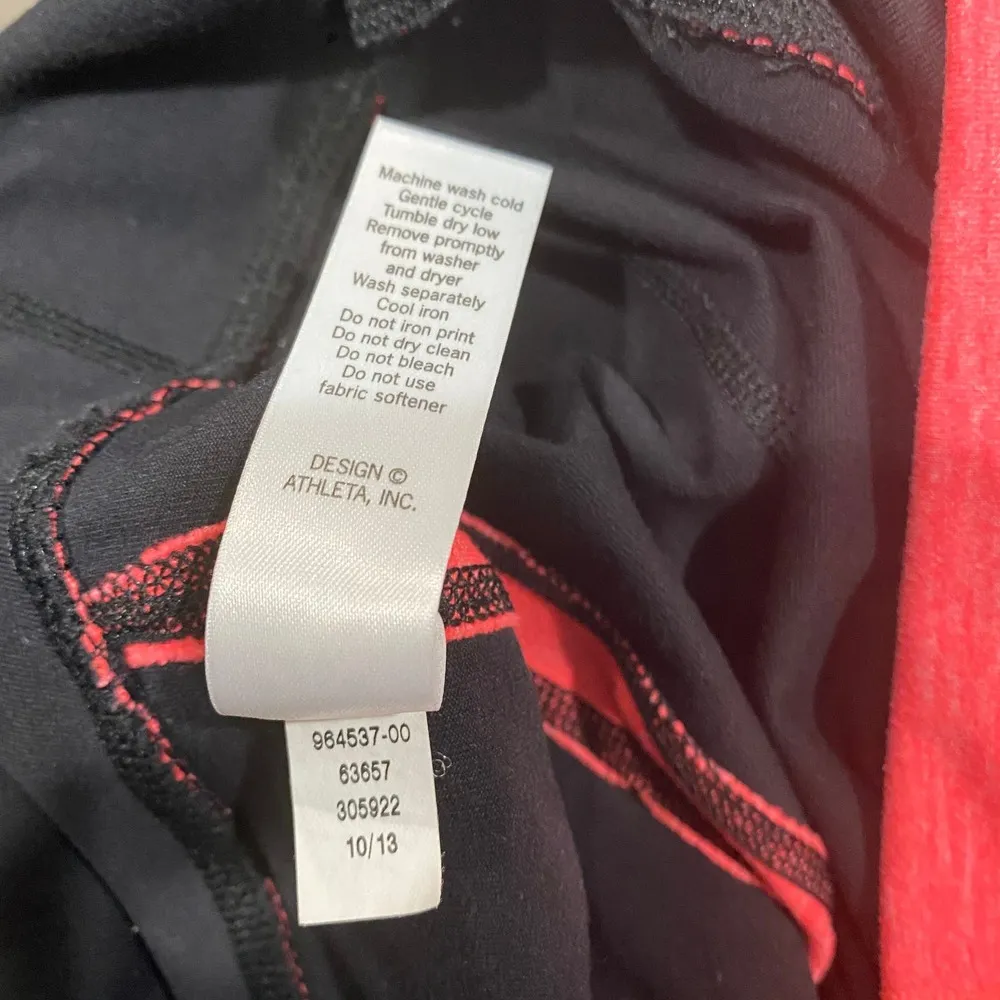 Machine wash cold
Gentle cycle
Tumble dry low
Remove promptly
from washer
and dryer
Wash separately
Cool iron
Do not iron print
Do not dry clean
Do not bleach
Do not use
fabric softener
DESIGN ©
ATHLETA, INC.
964537-00
63657
305922
10/13